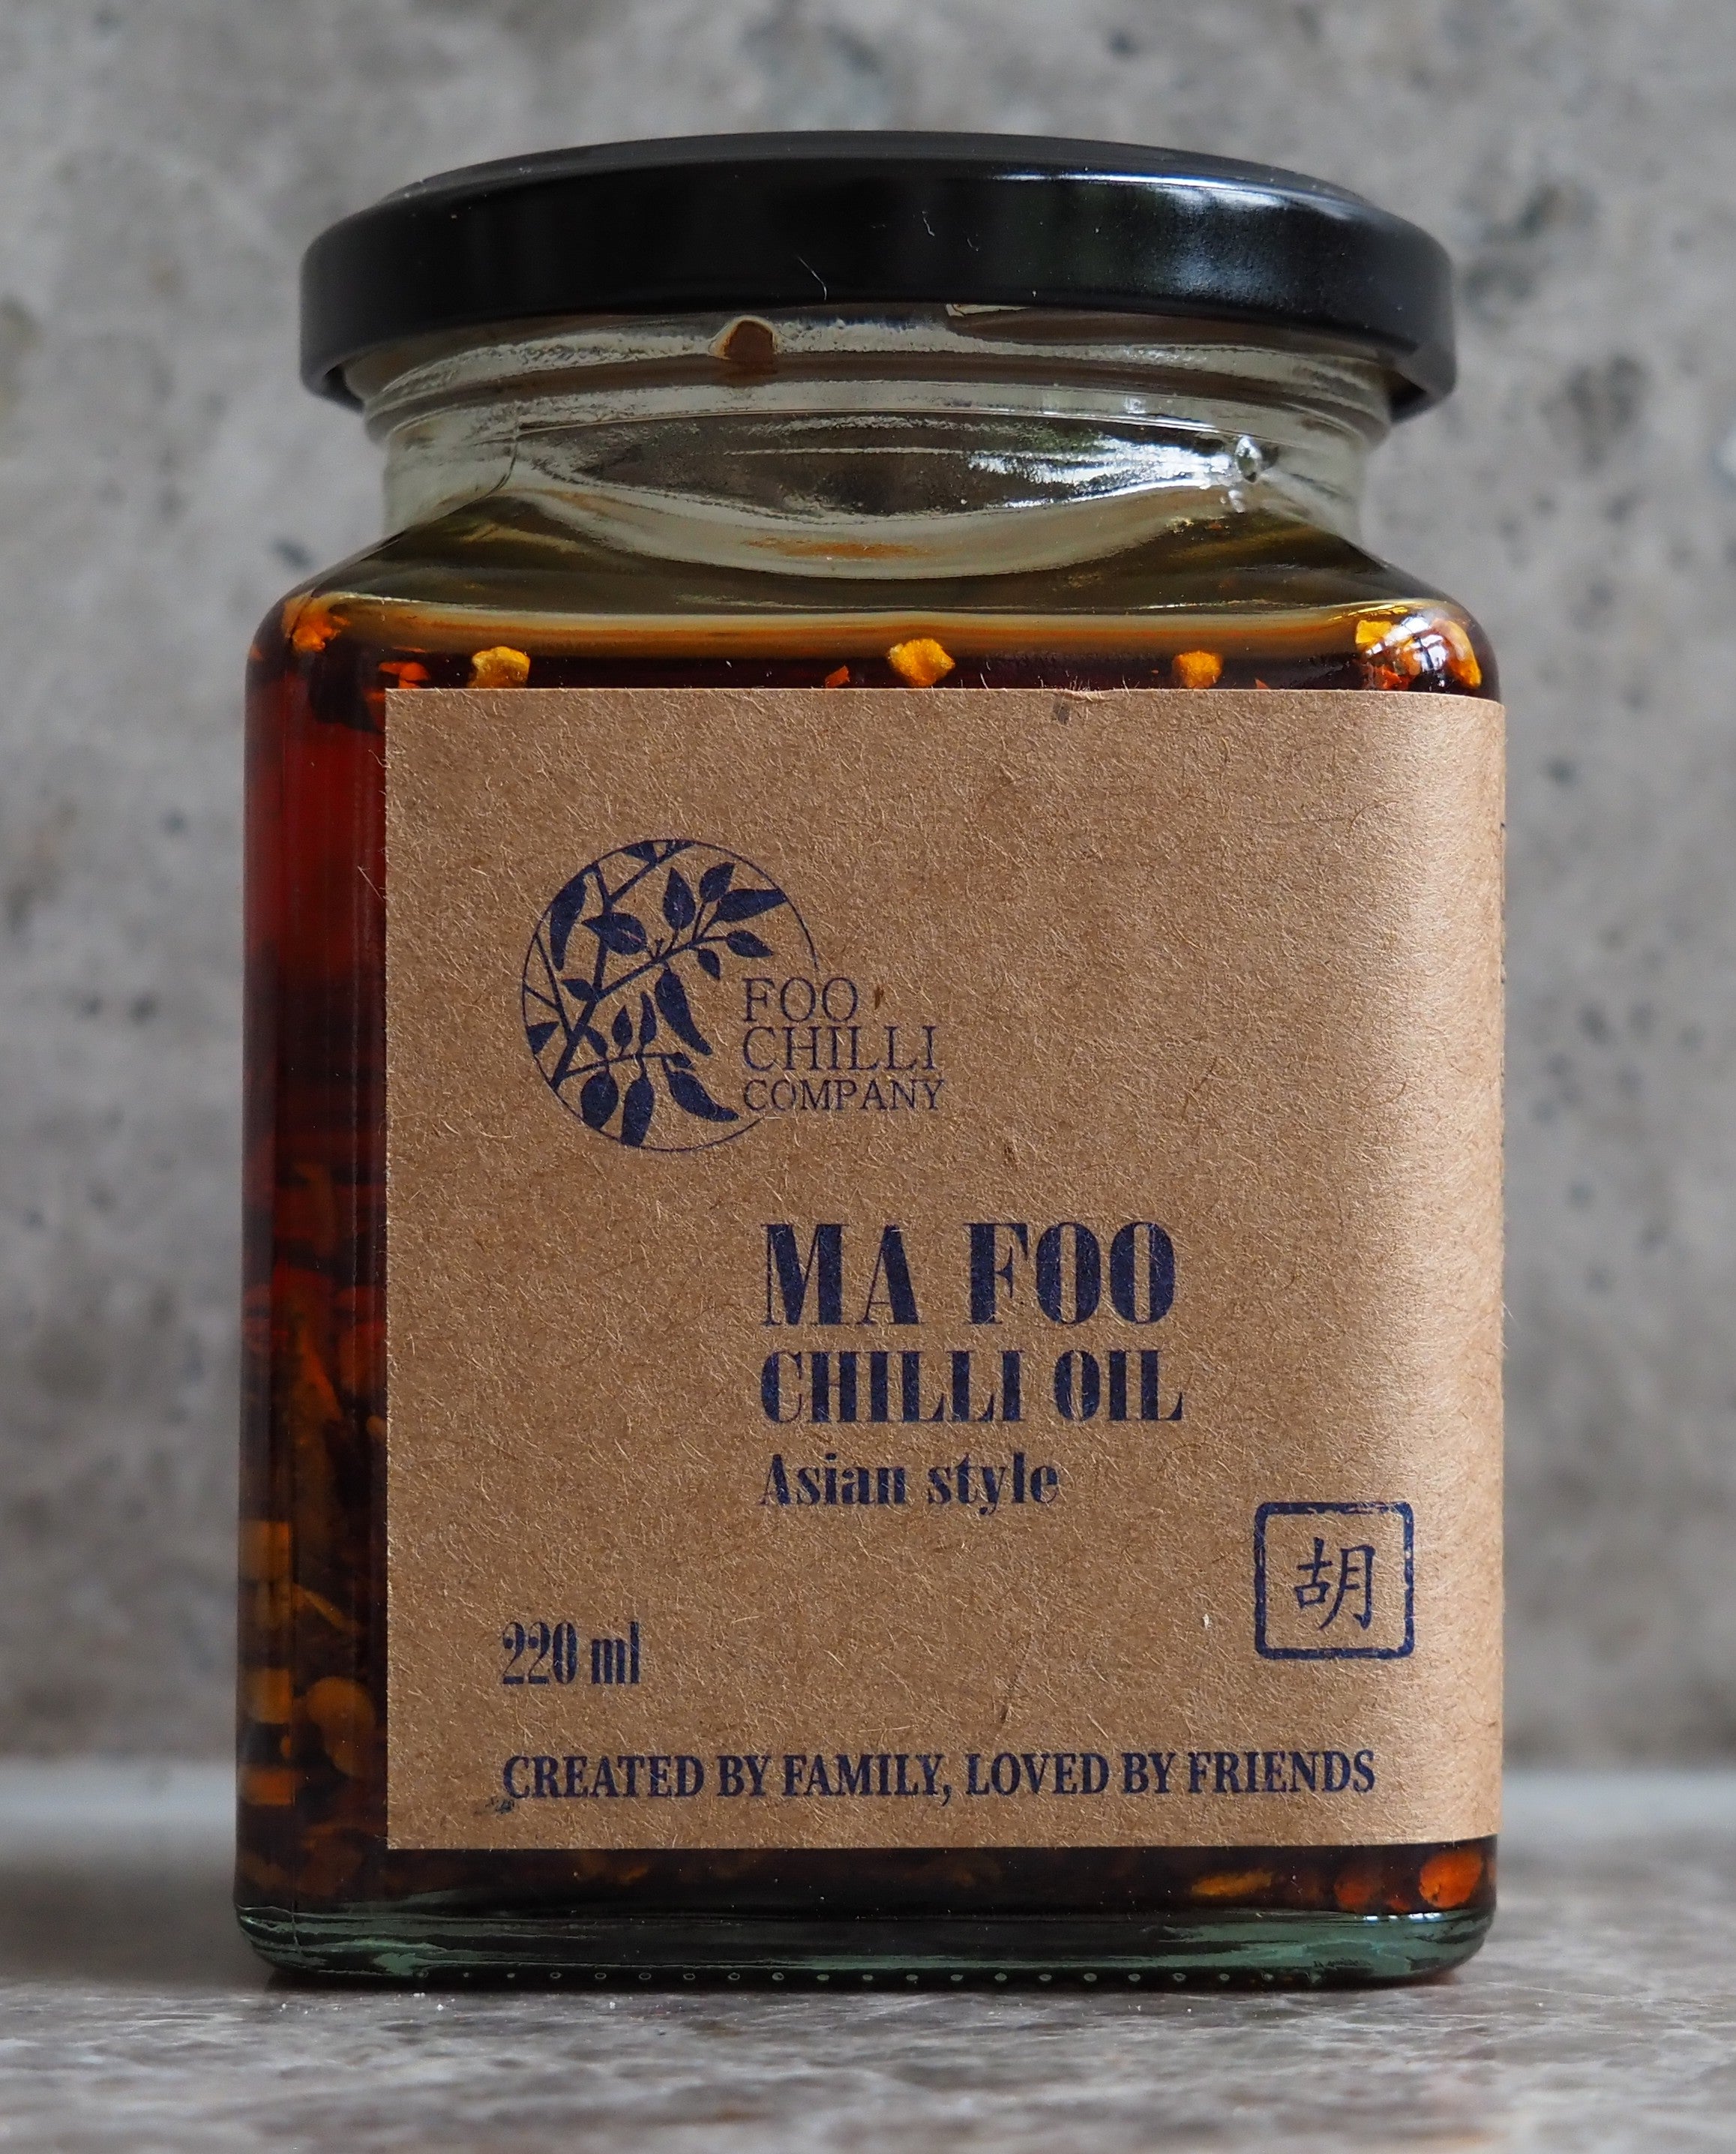 FOO
CHILLI
COMPANY
MA FOO
CHILLI OIL
Asian style
胡
220 ml
CREATED BY FAMILY, LOVED BY FRIENDS